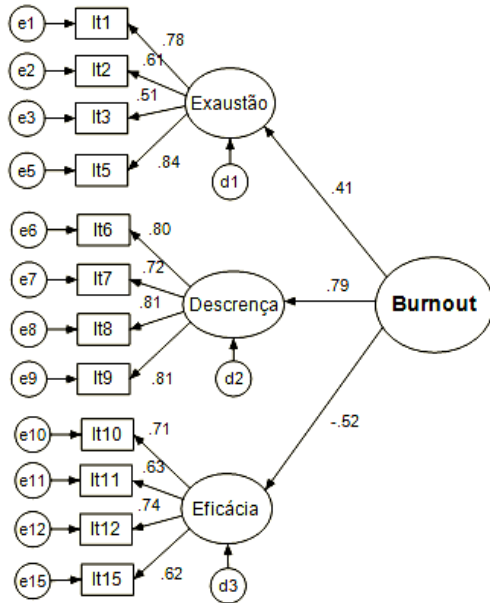 e1 It1 .78
e2 It2 .61
e3 It3 .51
e5 It5 .84
Exaustão
d1
.41
e6 It6 .80
e7 It7 .72
e8 It8 .81
e9 It9 .81
Descrença
d2
.79
Burnout
-.52
e10 It10 .71
e11 It11 .63
e12 It12 .74
e15 It15 .62
Eficácia
d3